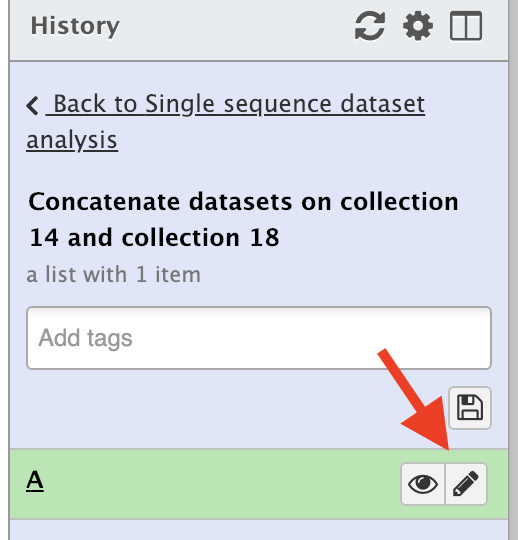 History
Back to Single sequence dataset
analysis
Concatenate datasets on collection
14 and collection 18
a list with 1 item
Add tags
A